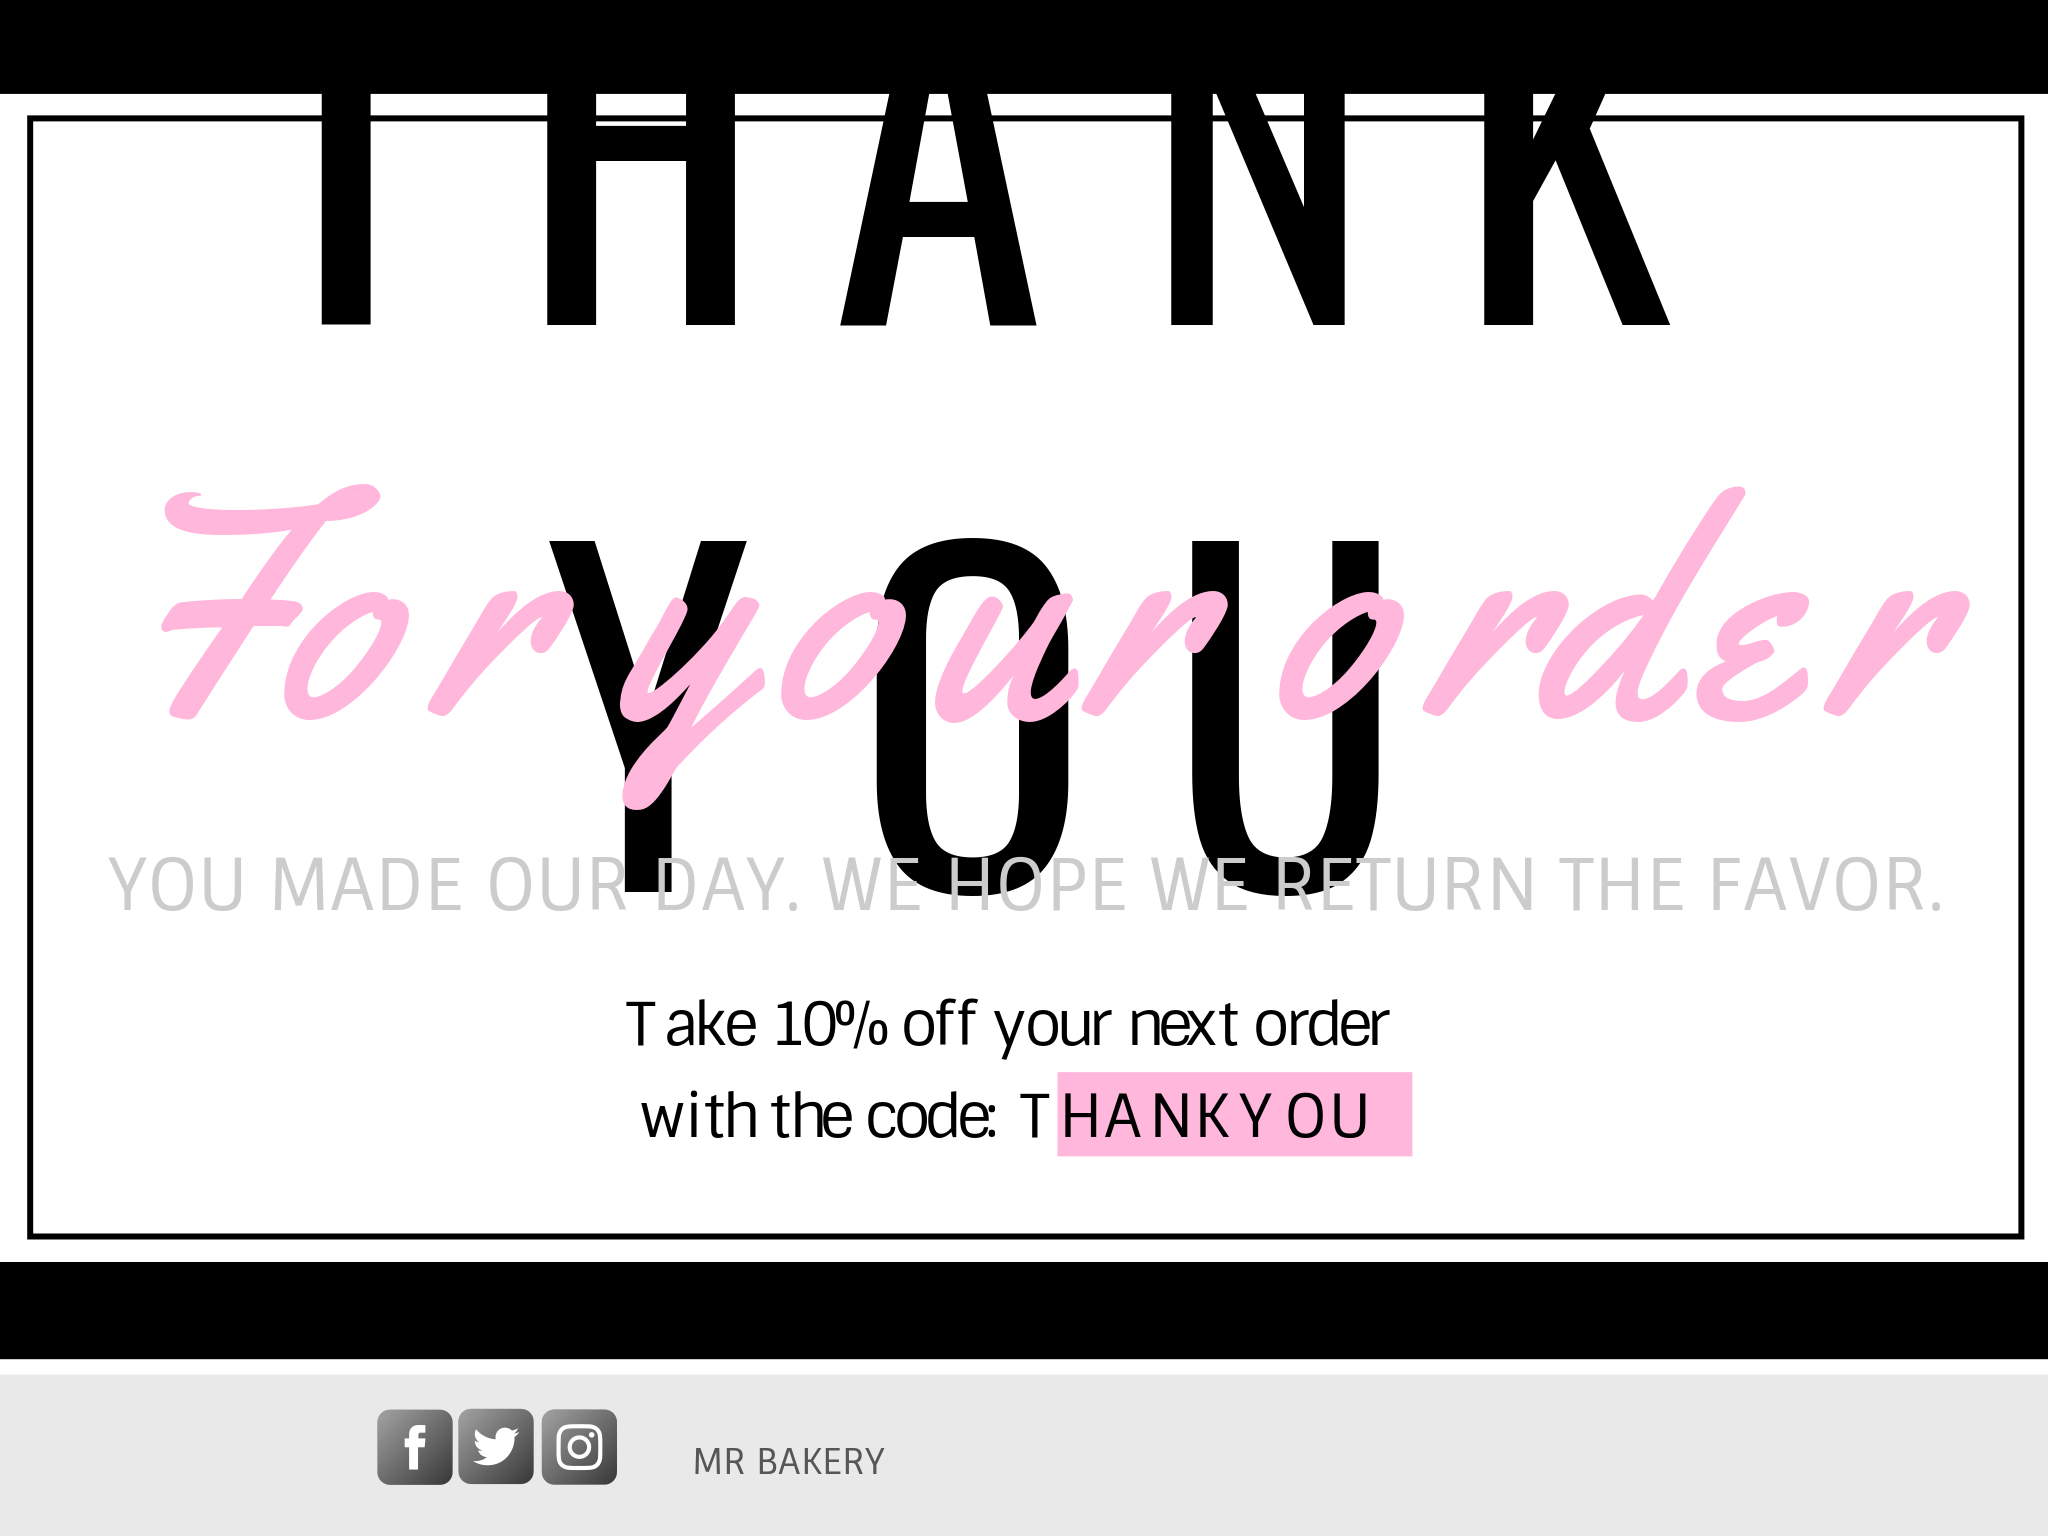 THANK
YOU
For your order
YOU MADE OUR DAY. WE HOPE WE RETURN THE FAVOR.
Take 10% off your next order
with the code: THANKYOU
MR BAKERY